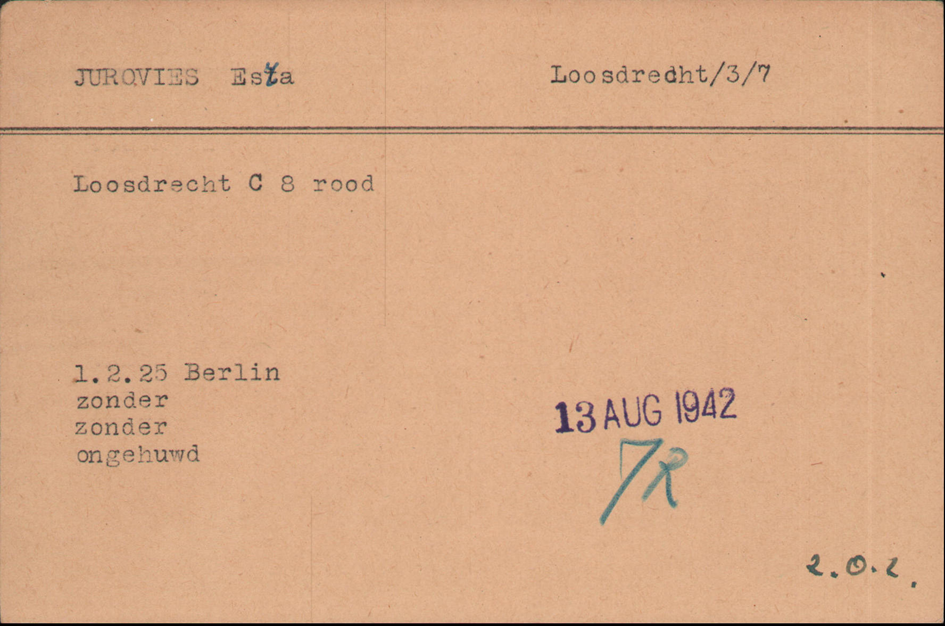 JUROVIES Esta Loosdrecht/3/7
Loosdrecht C 8 rood
1.2.25 Berlin
zonder
zonder
ongehuwd
13 AUG 1942
7R
2.0.2.